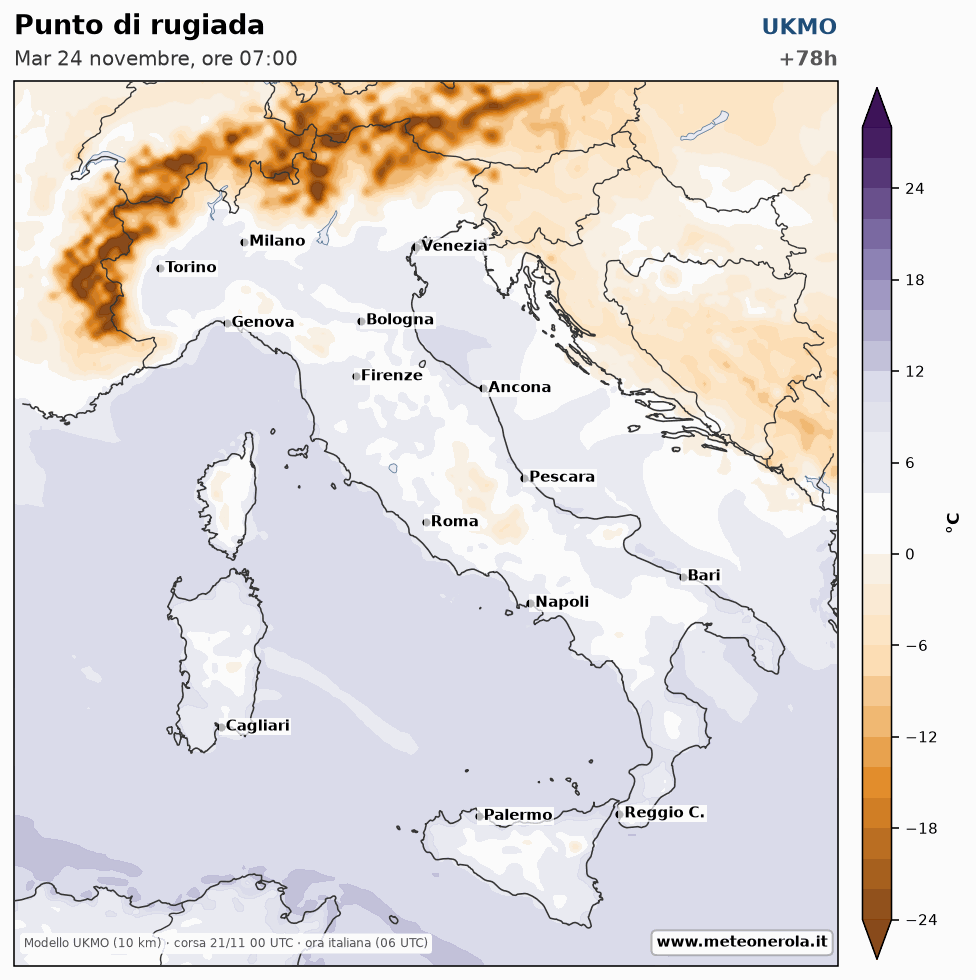 Punto di rugiada
UKMO
Mar 24 novembre, ore 07:00
+78h
Milano
Venezia
Torino
Genova
Bologna
Firenze
Ancona
Pescara
Roma
Bari
Napoli
Cagliari
Palermo
Reggio C.
24
18
12
6
0
−6
−12
−18
−24
°C
Modello UKMO (10 km) · corsa 21/11 00 UTC · ora italiana (06 UTC)
www.meteonerola.it